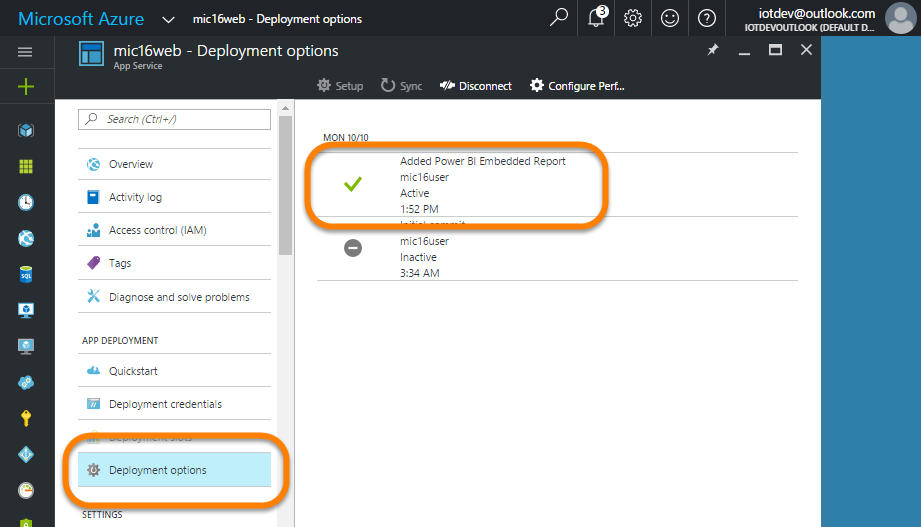 Microsoft Azure
mic16web - Deployment options
3
iotdev@outlook.com
IOTDEVOUTLOOK (DEFAULT D...
mic16web - Deployment options
App Service
Setup
Sync
Disconnect
Configure Perf...
Search (Ctrl+/)
Overview
Activity log
Access control (IAM)
Tags
Diagnose and solve problems
APP DEPLOYMENT
Quickstart
Deployment credentials
Deployment slots
Deployment options
SETTINGS
MON 10/10
Added Power BI Embedded Report
mic16user
Active
1:52 PM
Initial commit
mic16user
Inactive
3:34 AM
SQL